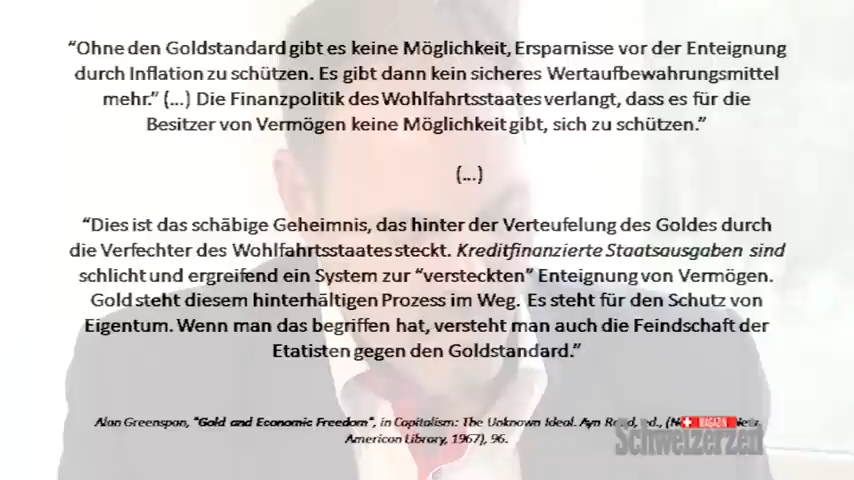 “Ohne den Goldstandard gibt es keine Möglichkeit, Ersparnisse vor der Enteignung
durch Inflation zu schützen. Es gibt dann kein sicheres Wertaufbewahrungsmittel
mehr.” (...) Die Finanzpolitik des Wohlfahrtsstaates verlangt, dass es für die
Besitzer von Vermögen keine Möglichkeit gibt, sich zu schützen.”
(...)
“Dies ist das schäbige Geheimnis, das hinter der Verteufelung des Goldes durch
die Verfechter des Wohlfahrtsstaates steckt. Kreditfinanzierte Staatsausgaben sind
schlicht und ergreifend ein System zur “versteckten” Enteignung von Vermögen.
Gold steht diesem hinterhältigen Prozess im Weg. Es steht für den Schutz von
Eigentum. Wenn man das begriffen hat, versteht man auch die Feindschaft der
Etatisten gegen den Goldstandard.”
Alan Greenspan, "Gold and Economic Freedom", in Capitalism: The Unknown Ideal. Ayn
American Library, 1967), 96.
MAGAZIN
Schweizerzeit